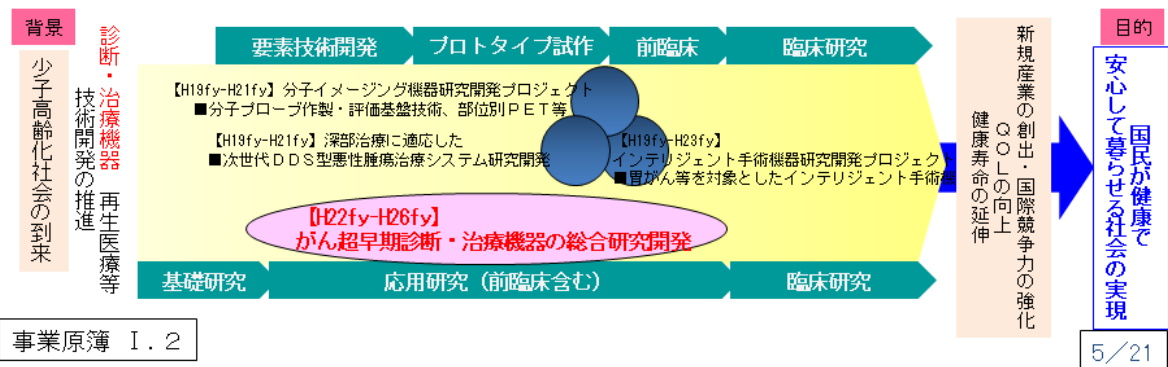 背景
少子高齢化社会の到来
診断・治療機器 再生医療等
技術開発の推進
要素技術開発
プロトタイプ試作
前臨床
臨床研究
【H19fy-H21fy】分子イメージング機器研究開発プロジェクト
■分子プローブ作製・評価基盤技術、部位別PET等
【H19fy-H21fy】深部治療に適応した
■次世代DDS型悪性腫瘍治療システム研究開発
【H19fy-H23fy】
インテリジェント手術機器研究開発プロジェクト
■胃がん等を対象としたインテリジェント手術機
【H22fy-H26fy】
がん超早期診断・治療機器の総合研究開発
基礎研究
応用研究（前臨床含む）
臨床研究
新規産業の創出・国際競争力の強化
QOLの向上
健康寿命の延伸
目的
国民が健康で
安心して暮らせる社会の実現
事業原簿 Ⅰ.2
5/21